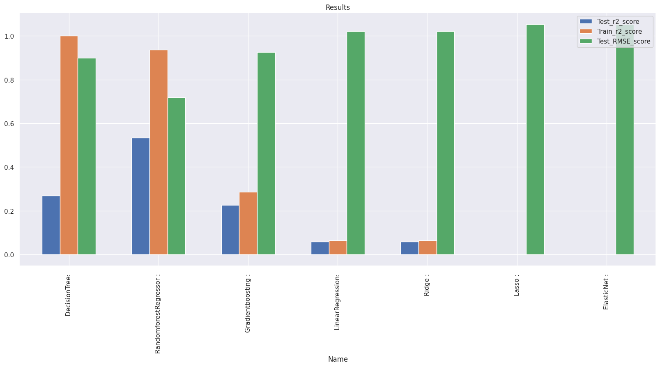 Results
Test_r2_score
Train_r2_score
Test_RMSE_score
1.0
0.8
0.6
0.4
0.2
0.0
DecisionTree:
RandomforestRegressor :
Gradientboosting :
LinearRegression:
Ridge :
Lasso :
ElasticNet :
Name